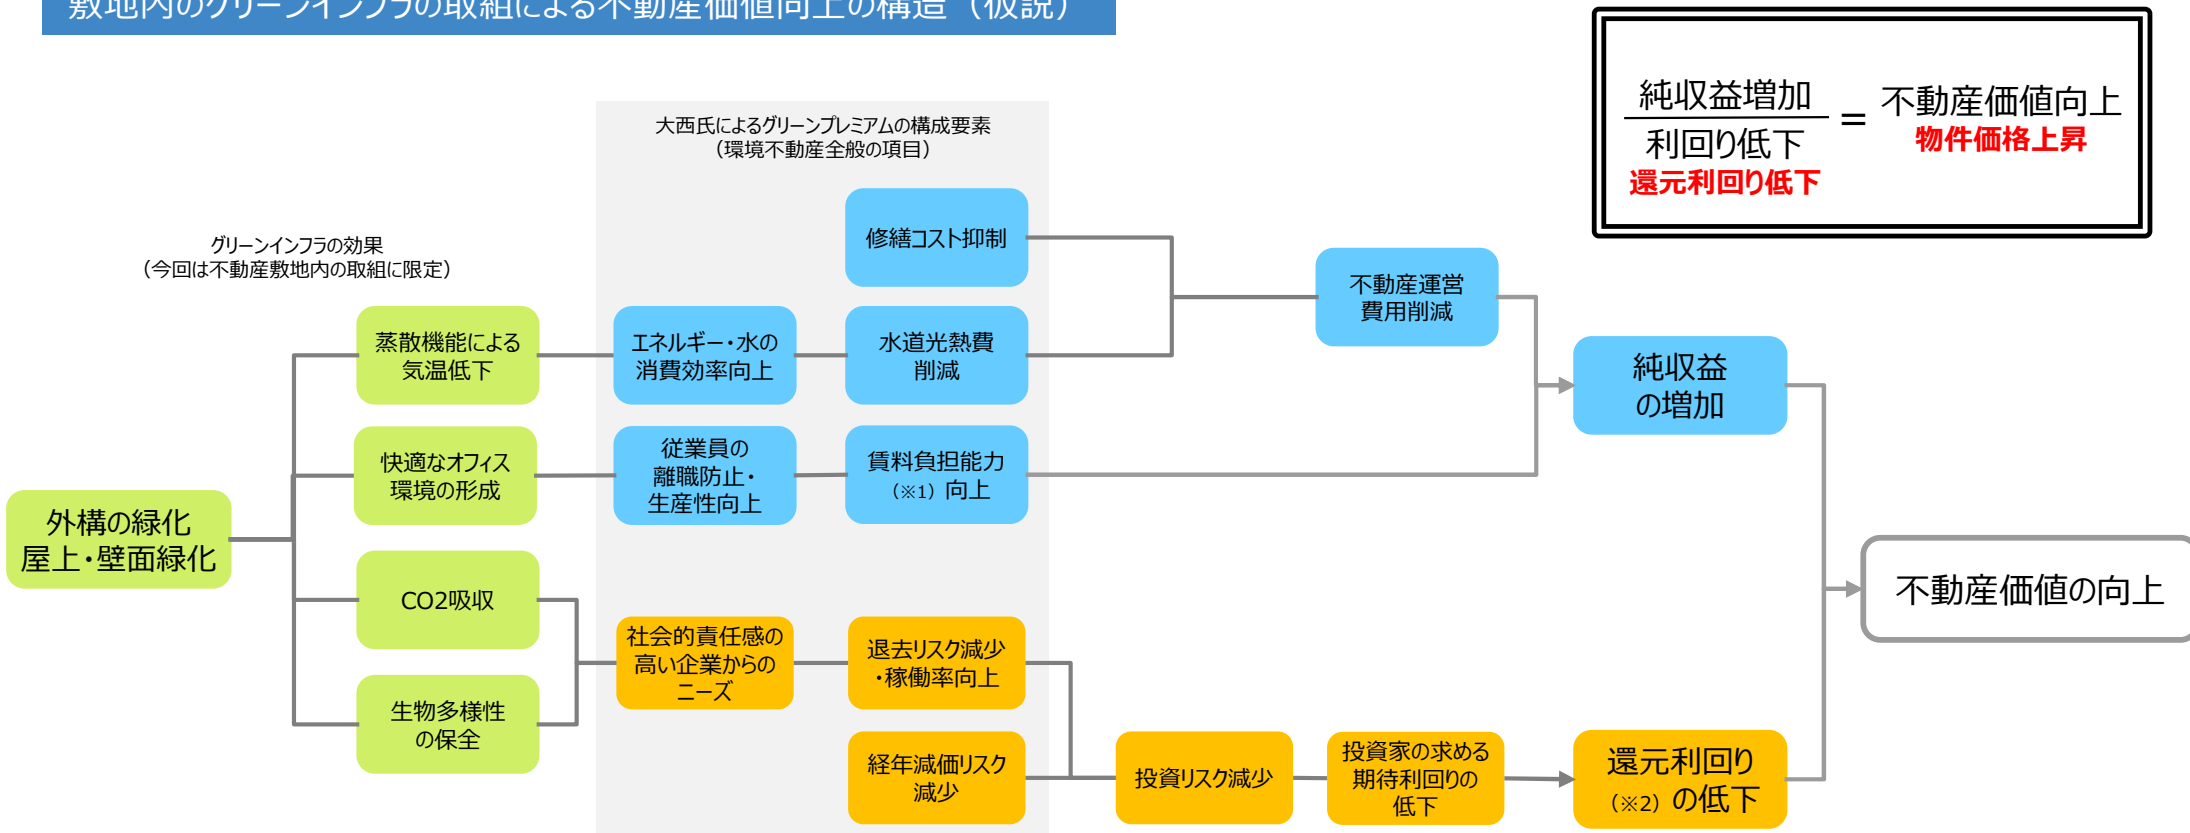 敷地内のグリーンインフラの取組による不動産価値向上の構造（仮説）
純収益増加
利回り低下
還元利回り低下
＝
不動産価値向上
物件価格上昇
大西氏によるグリーンプレミアムの構成要素
（環境不動産全般の項目）
グリーンインフラの効果
（今回は不動産敷地内の取組に限定）
外構の緑化
屋上・壁面緑化
蒸散機能による
気温低下
快適なオフィス
環境の形成
CO2吸収
生物多様性
の保全
エネルギー・水の
消費効率向上
従業員の
離職防止・
生産性向上
社会的責任感の
高い企業からの
ニーズ
修繕コスト抑制
水道光熱費
削減
賃料負担能力
（※1）向上
退去リスク減少
・稼働率向上
経年減価リスク
減少
不動産運営
費用削減
投資リスク減少
投資家の求める
期待利回りの
低下
純収益
の増加
還元利回り
（※2）の低下
不動産価値の向上